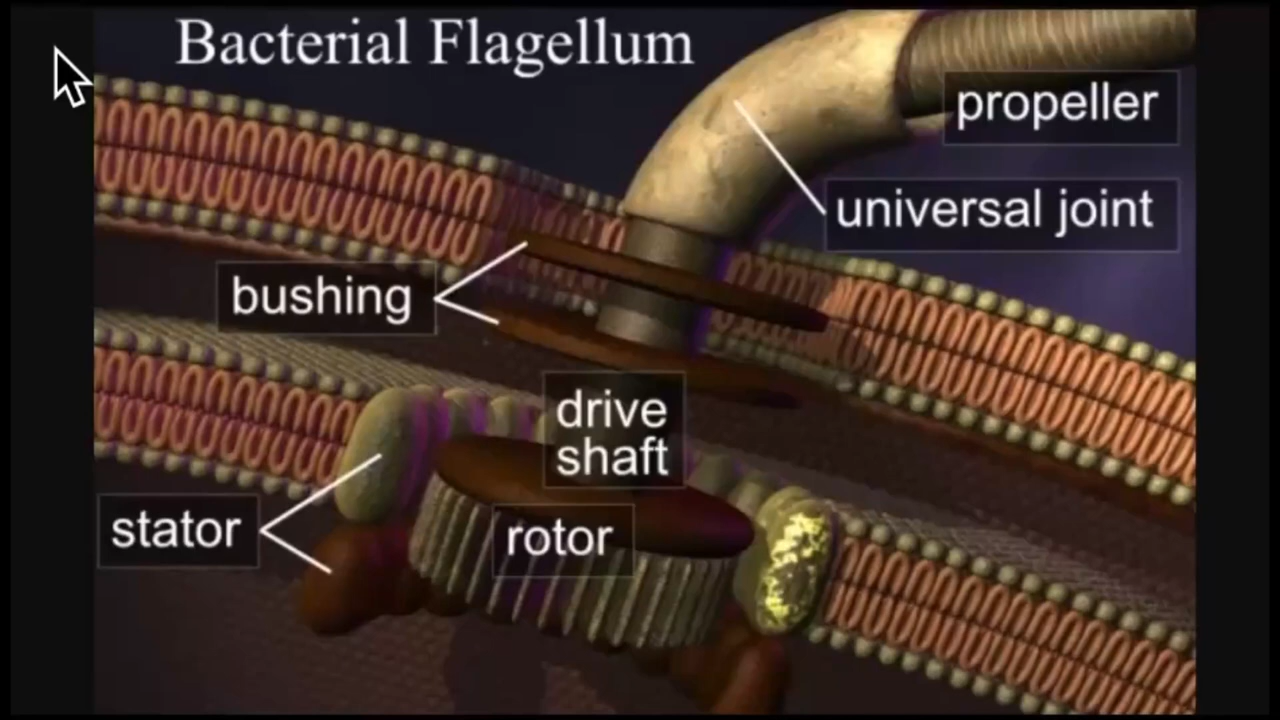 Bacterial Flagellum
propeller
universal joint
bushing
drive
shaft
stator
rotor